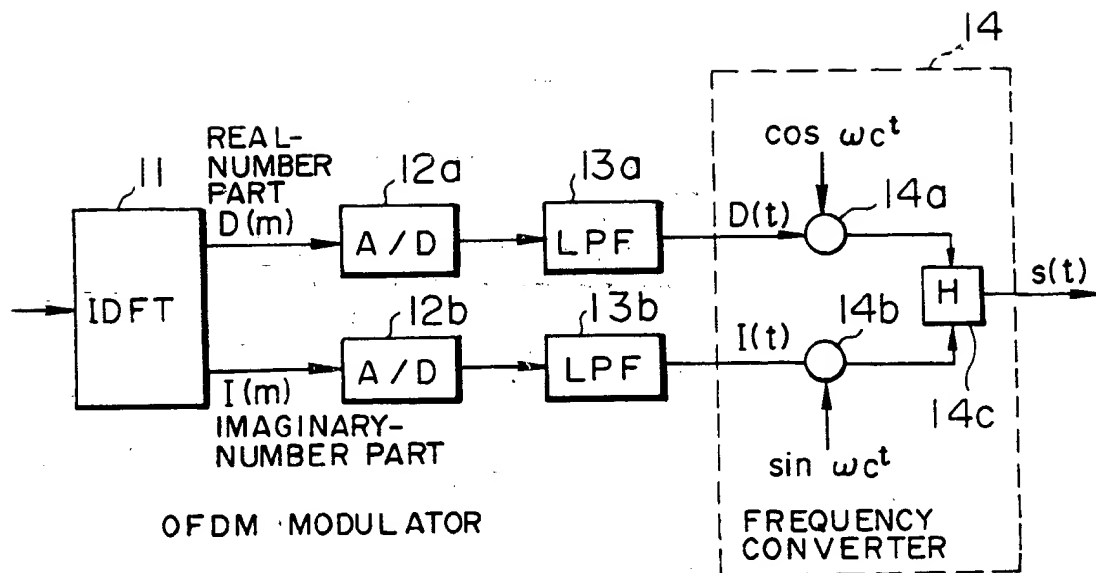 14
cos ωct
REAL-
NUMBER
PART
11
D(m)
12a
13a
14a
A/D
LPF
D(t)
IDFT
H
s(t)
12b
13b
14b
A/D
LPF
I(t)
I(m)
IMAGINARY-
NUMBER PART
14c
sin ωct
OFDM MODULATOR
FREQUENCY
CONVERTER